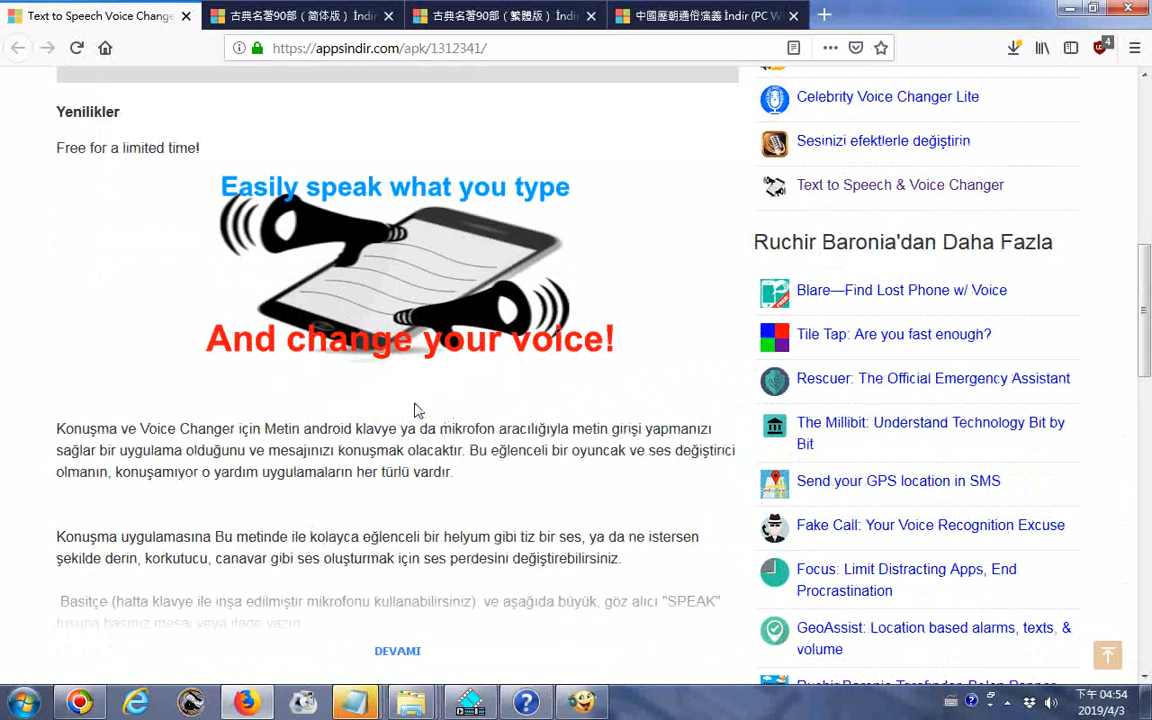 Text to Speech Voice Change
古典名著90部（简体版）İndir
古典名著90部（繁體版）İndir
中國歷朝通俗演義 İndir (PC W
https://appsindir.com/apk/1312341/
4
Yenilikler
Free for a limited time!
Easily speak what you type
And change your voice!
Konuşma ve Voice Changer için Metin android klavye ya da mikrofon aracılığıyla metin girişi yapmanızı
sağlar bir uygulama olduğunu ve mesajınızı konuşmak olacaktır. Bu eğlenceli bir oyuncak ve ses değiştirici
olmanın, konuşamıyor o yardım uygulamaların her türlü vardır.
Konuşma uygulamasına Bu metinde ile kolayca eğlenceli bir helyum gibi tiz bir ses, ya da ne istersen
şekilde derin, korkutucu, canavar gibi ses oluşturmak için ses perdesini değiştirebilirsiniz.
Basitçe (hatta klavye ile inşa edilmiştir mikrofonu kullanabilirsiniz), ve aşağıda büyük, göz alıcı "SPEAK"
tuşuna basınız mesaj veya ifade yazın
DEVAMI
Celebrity Voice Changer Lite
Sesinizi efektlerle değiştirin
Text to Speech & Voice Changer
Ruchir Baronia'dan Daha Fazla
Blare—Find Lost Phone w/ Voice
Tile Tap: Are you fast enough?
Rescuer: The Official Emergency Assistant
The Millibit: Understand Technology Bit by
Bit
Send your GPS location in SMS
Fake Call: Your Voice Recognition Excuse
Focus: Limit Distracting Apps, End
Procrastination
GeoAssist: Location based alarms, texts, &
volume
下午 04:54
2019/4/3